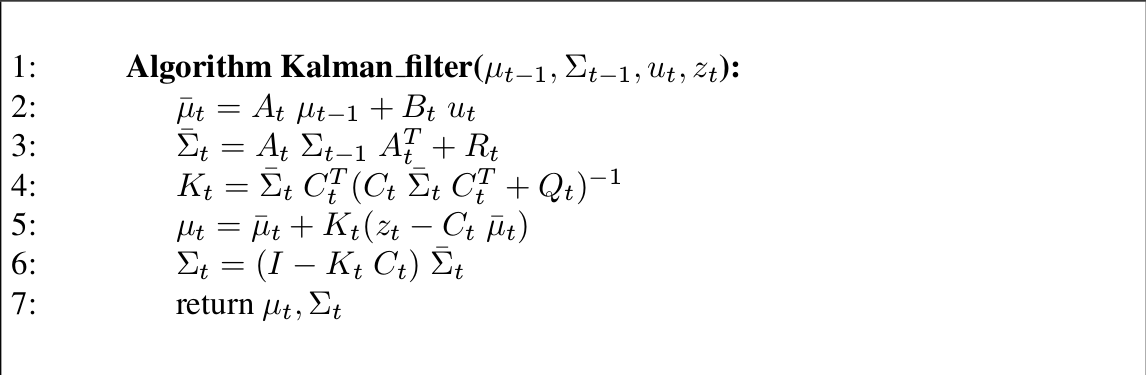 1: Algorithm Kalman_filter(μ_{t−1}, Σ_{t−1}, u_t, z_t):
2: μ̄_t = A_t μ_{t−1} + B_t u_t
3: Σ̄_t = A_t Σ_{t−1} A_t^T + R_t
4: K_t = Σ̄_t C_t^T (C_t Σ̄_t C_t^T + Q_t)^{−1}
5: μ_t = μ̄_t + K_t(z_t − C_t μ̄_t)
6: Σ_t = (I − K_t C_t) Σ̄_t
7: return μ_t, Σ_t